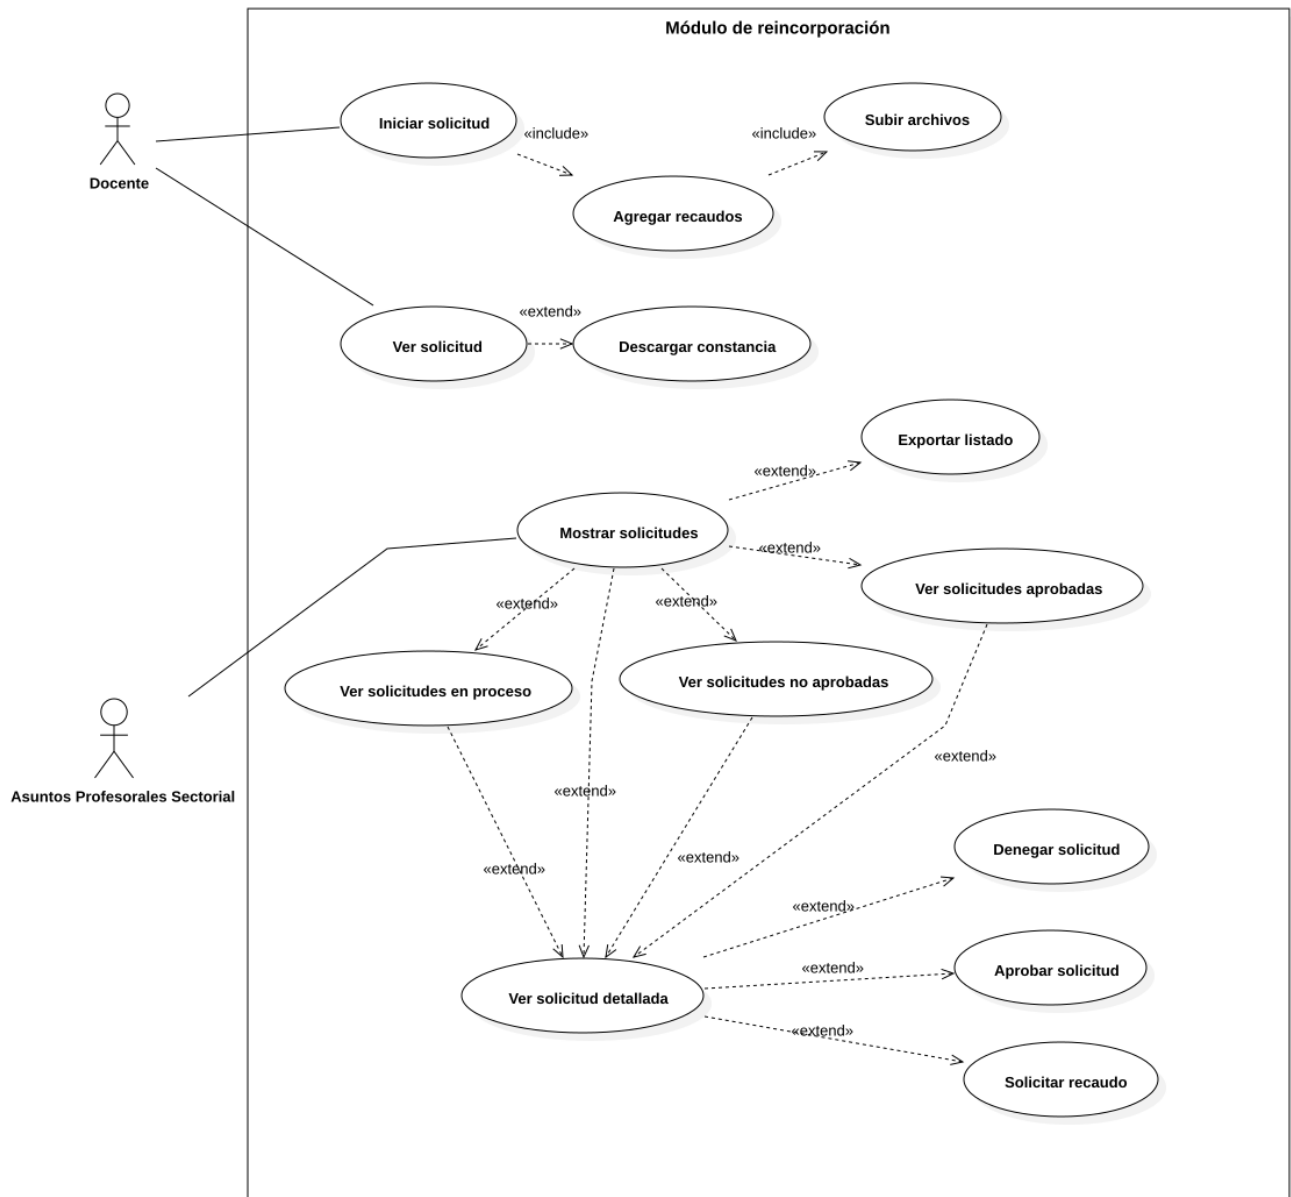 Módulo de reincorporación
Docente
Iniciar solicitud
«include»
Agregar recaudos
«include»
Subir archivos
Ver solicitud
«extend»
Descargar constancia
Exportar listado
«extend»
Mostrar solicitudes
«extend»
Ver solicitudes aprobadas
«extend»
«extend»
Ver solicitudes en proceso
Ver solicitudes no aprobadas
Asuntos Profesorales Sectorial
«extend»
«extend»
«extend»
«extend»
Denegar solicitud
«extend»
Ver solicitud detallada
«extend»
Aprobar solicitud
«extend»
Solicitar recaudo